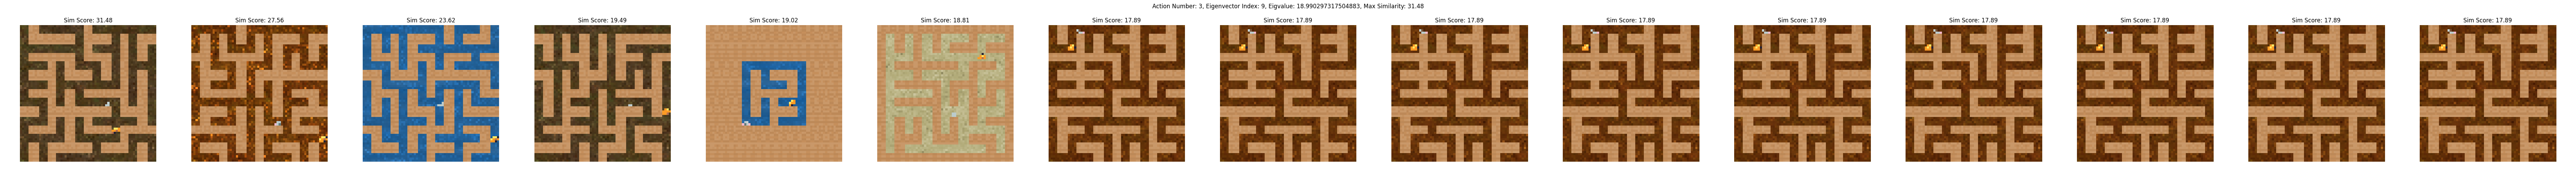 Action Number: 3, Eigenvector Index: 9, Eigvalue: 18.990297317504883, Max Similarity: 31.48
Sim Score: 31.48
Sim Score: 27.56
Sim Score: 23.62
Sim Score: 19.49
Sim Score: 19.02
Sim Score: 18.81
Sim Score: 17.89
Sim Score: 17.89
Sim Score: 17.89
Sim Score: 17.89
Sim Score: 17.89
Sim Score: 17.89
Sim Score: 17.89
Sim Score: 17.89
Sim Score: 17.89